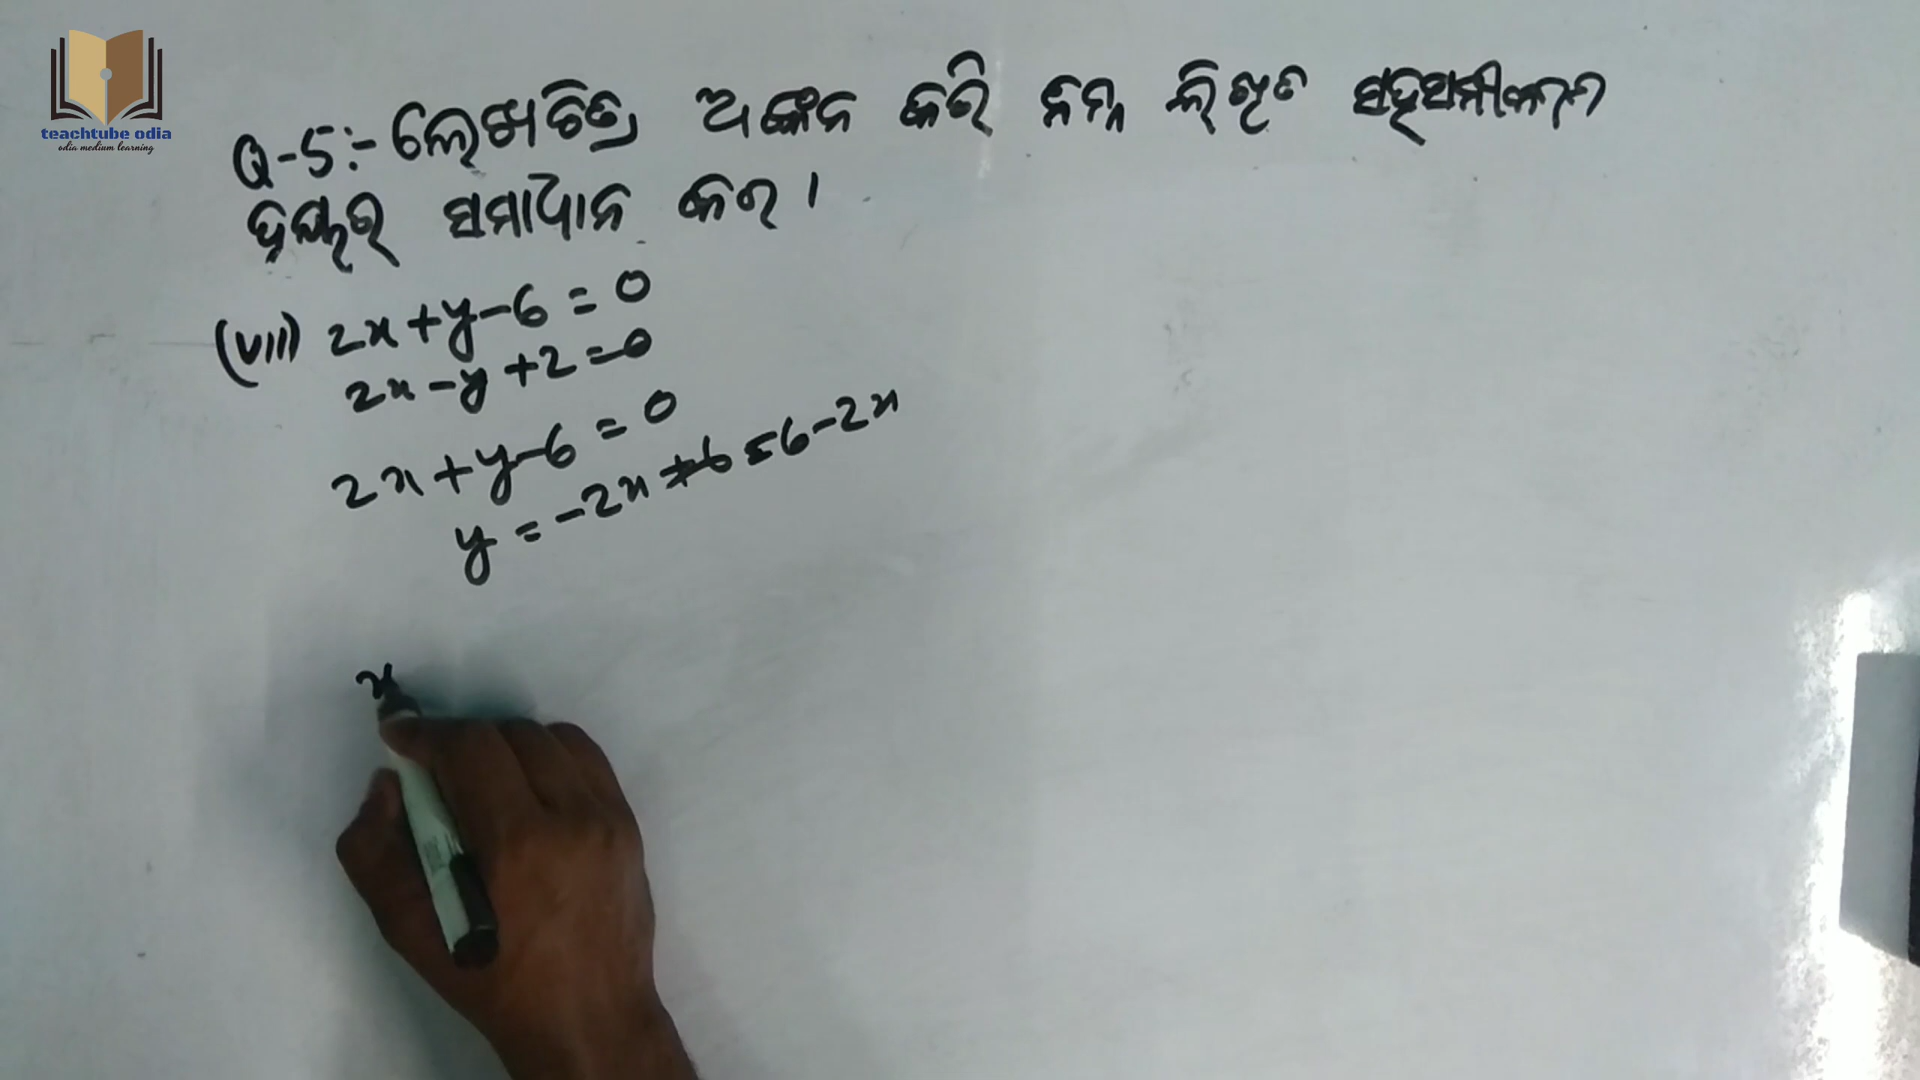 teachtube odia
odia medium learning
Q-5:- ଲେଖଚିତ୍ର ଅଙ୍କନ କରି ନିମ୍ନ ଲିଖିତ ସହସମୀକରଣ
ଦ୍ୱୟର ସମାଧାନ କର ।
(viii) 2x+y-6=0
2x-y+2=0
2x+y-6=0
y=-2x+6=6-2x
x